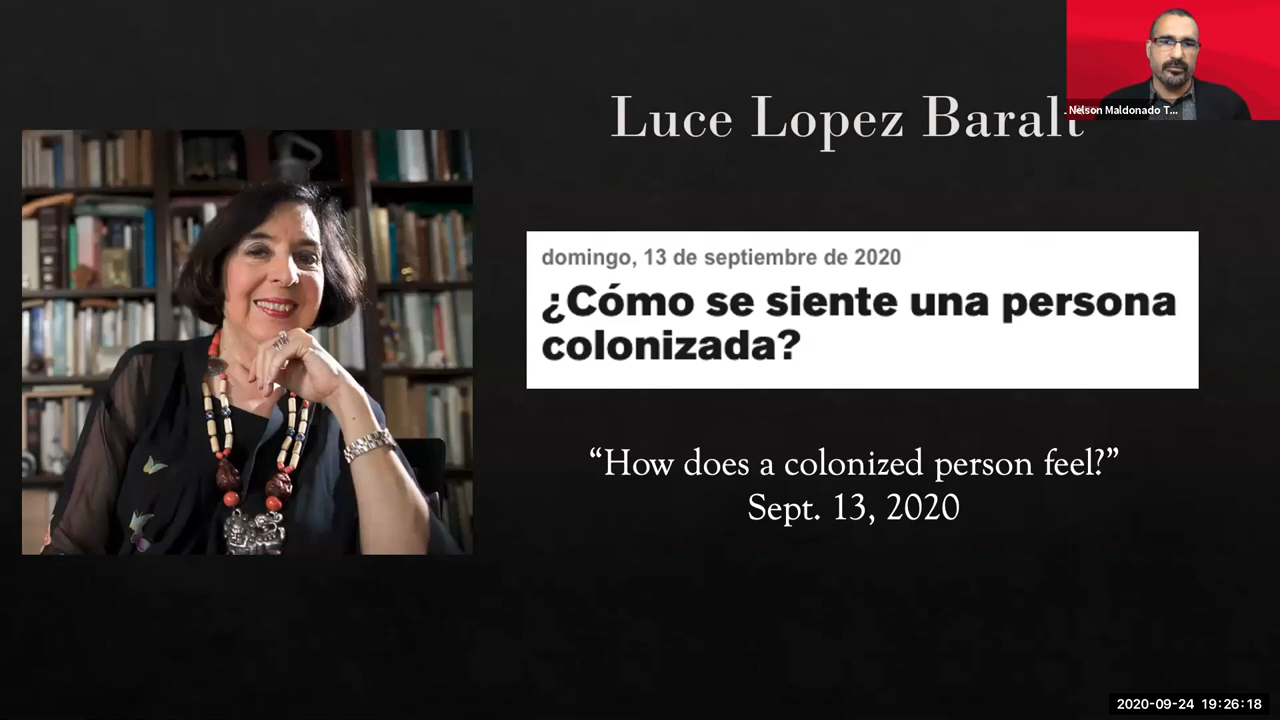 Luce Lopez Baralt
Nelson Maldonado T...
domingo, 13 de septiembre de 2020
¿Cómo se siente una persona
colonizada?
“How does a colonized person feel?”
Sept. 13, 2020
2020-09-24 19:26:18